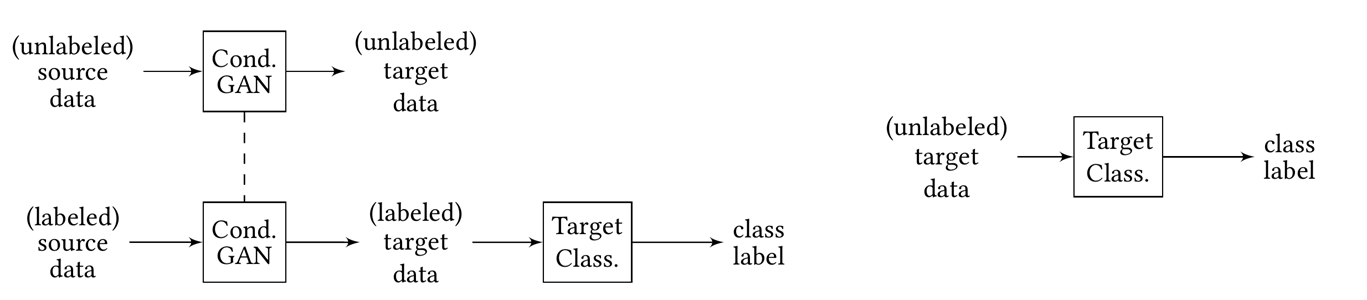 (unlabeled)
source
data
Cond.
GAN
(unlabeled)
target
data
(labeled)
source
data
Cond.
GAN
(labeled)
target
data
Target
Class.
class
label
(unlabeled)
target
data
Target
Class.
class
label